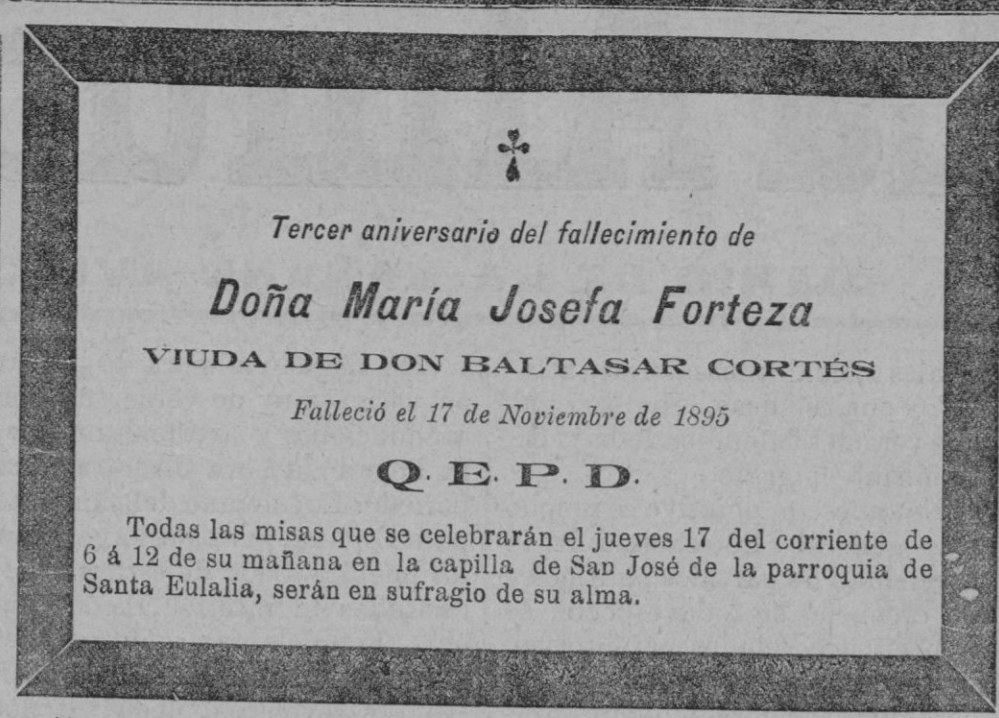 Tercer aniversario del fallecimiento de
Doña María Josefa Forteza
VIUDA DE DON BALTASAR CORTÉS
Falleció el 17 de Noviembre de 1895
Q. E. P. D.
Todas las misas que se celebrarán el jueves 17 del corriente de
6 á 12 de su mañana en la capilla de San José de la parroquia de
Santa Eulalia, serán en sufragio de su alma.